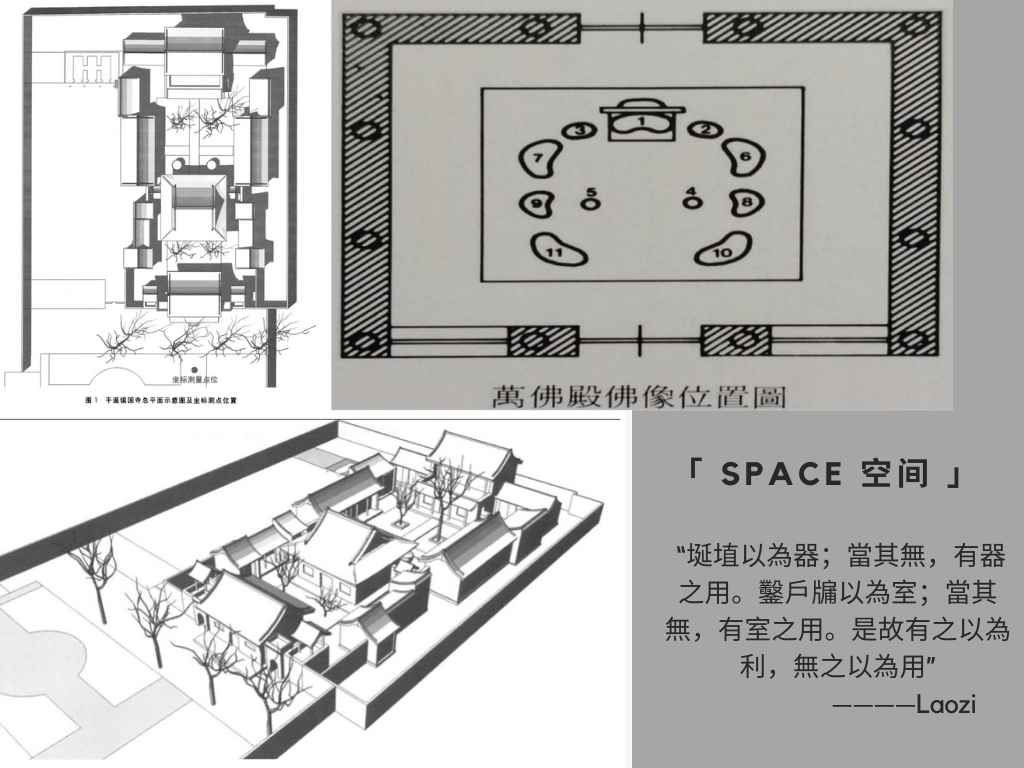 坐标测量点位
图 1 平遥镇国寺总平面示意图及坐标测点位置
1
3 2
7 6
5 4
9 8
11 10
萬佛殿佛像位置圖
「 SPACE 空间 」
“埏埴以為器；當其無，有器
之用。鑿戶牖以為室；當其
無，有室之用。是故有之以為
利，無之以為用”
————Laozi